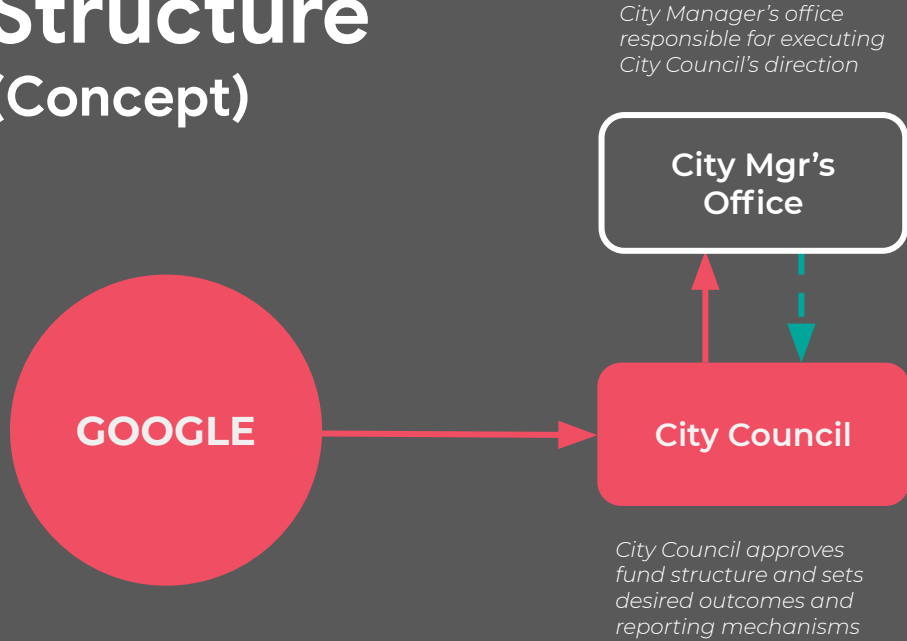 Structure
(Concept)
City Manager’s office
responsible for executing
City Council’s direction
City Mgr’s
Office
GOOGLE
City Council
City Council approves
fund structure and sets
desired outcomes and
reporting mechanisms